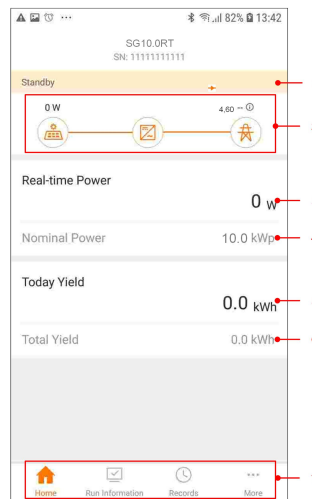 82% 13:42
SG10.0RT
SN: 11111111111
Standby
0 W
4,60 --
Real-time Power
0 W
Nominal Power
10.0 kWp
Today Yield
0.0 kWh
Total Yield
0.0 kWh
Home
Run Information
Records
More